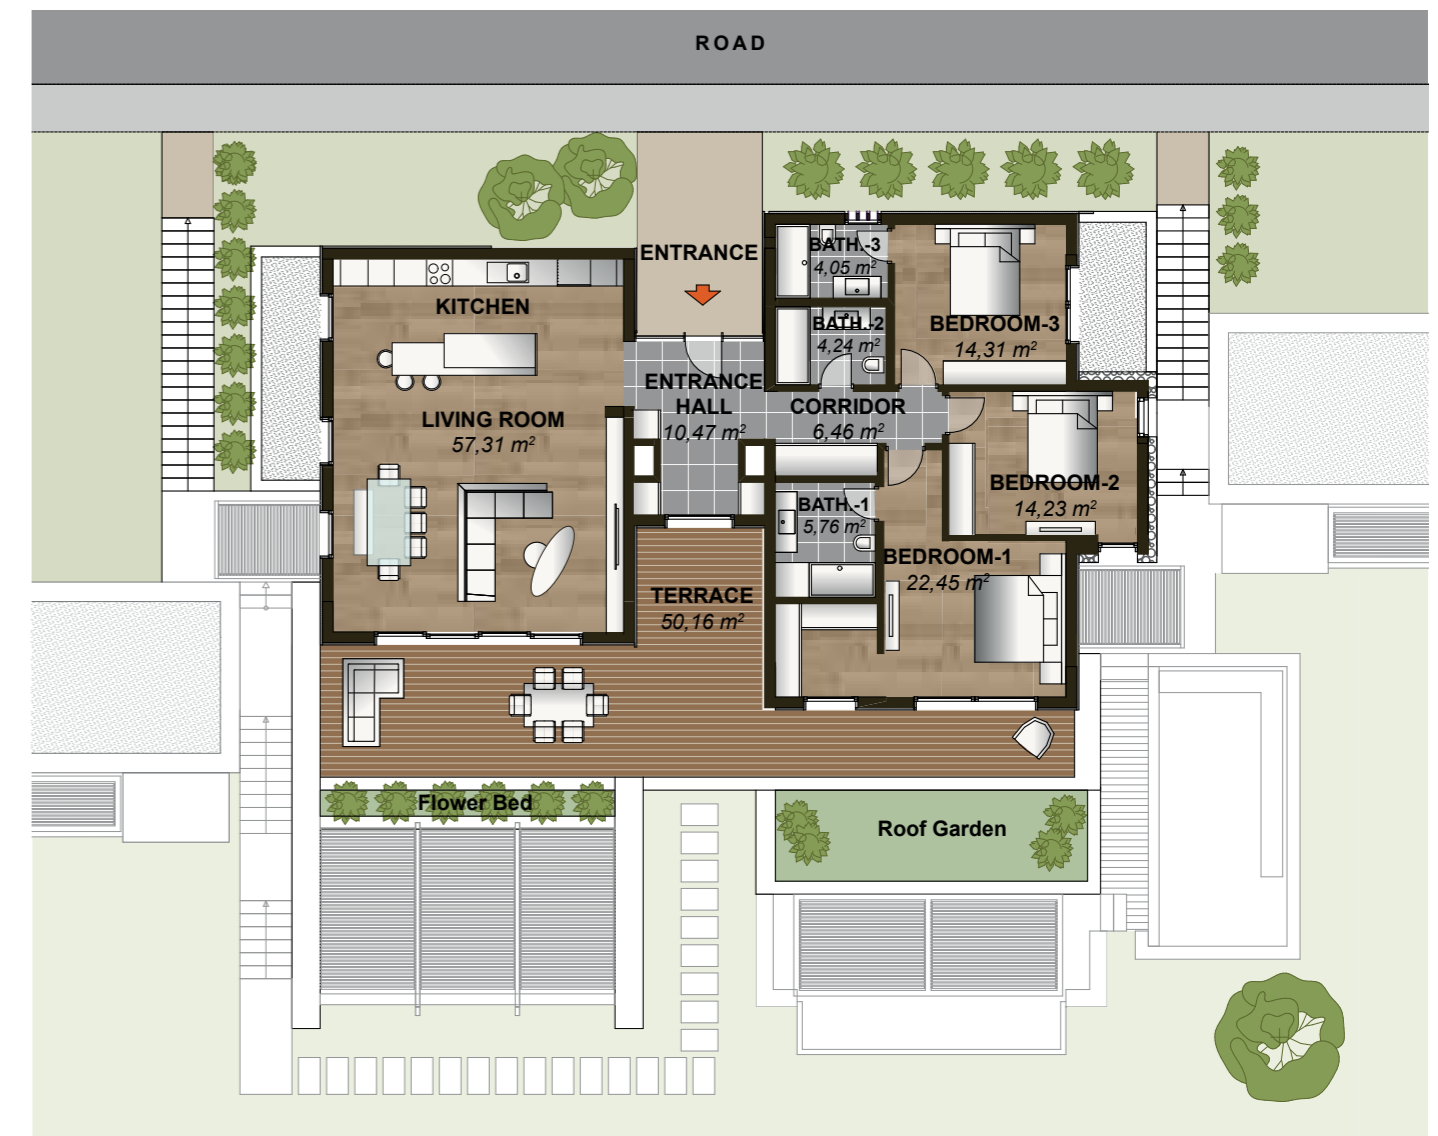 ROAD
ENTRANCE
KITCHEN
LIVING ROOM
57,31 m²
ENTRANCE
HALL
10,47 m²
BATH.-3
4,05 m²
BATH.-2
4,24 m²
BEDROOM-3
14,31 m²
CORRIDOR
6,46 m²
BEDROOM-2
14,23 m²
BATH.-1
5,76 m²
BEDROOM-1
22,45 m²
TERRACE
50,16 m²
Flower Bed
Roof Garden